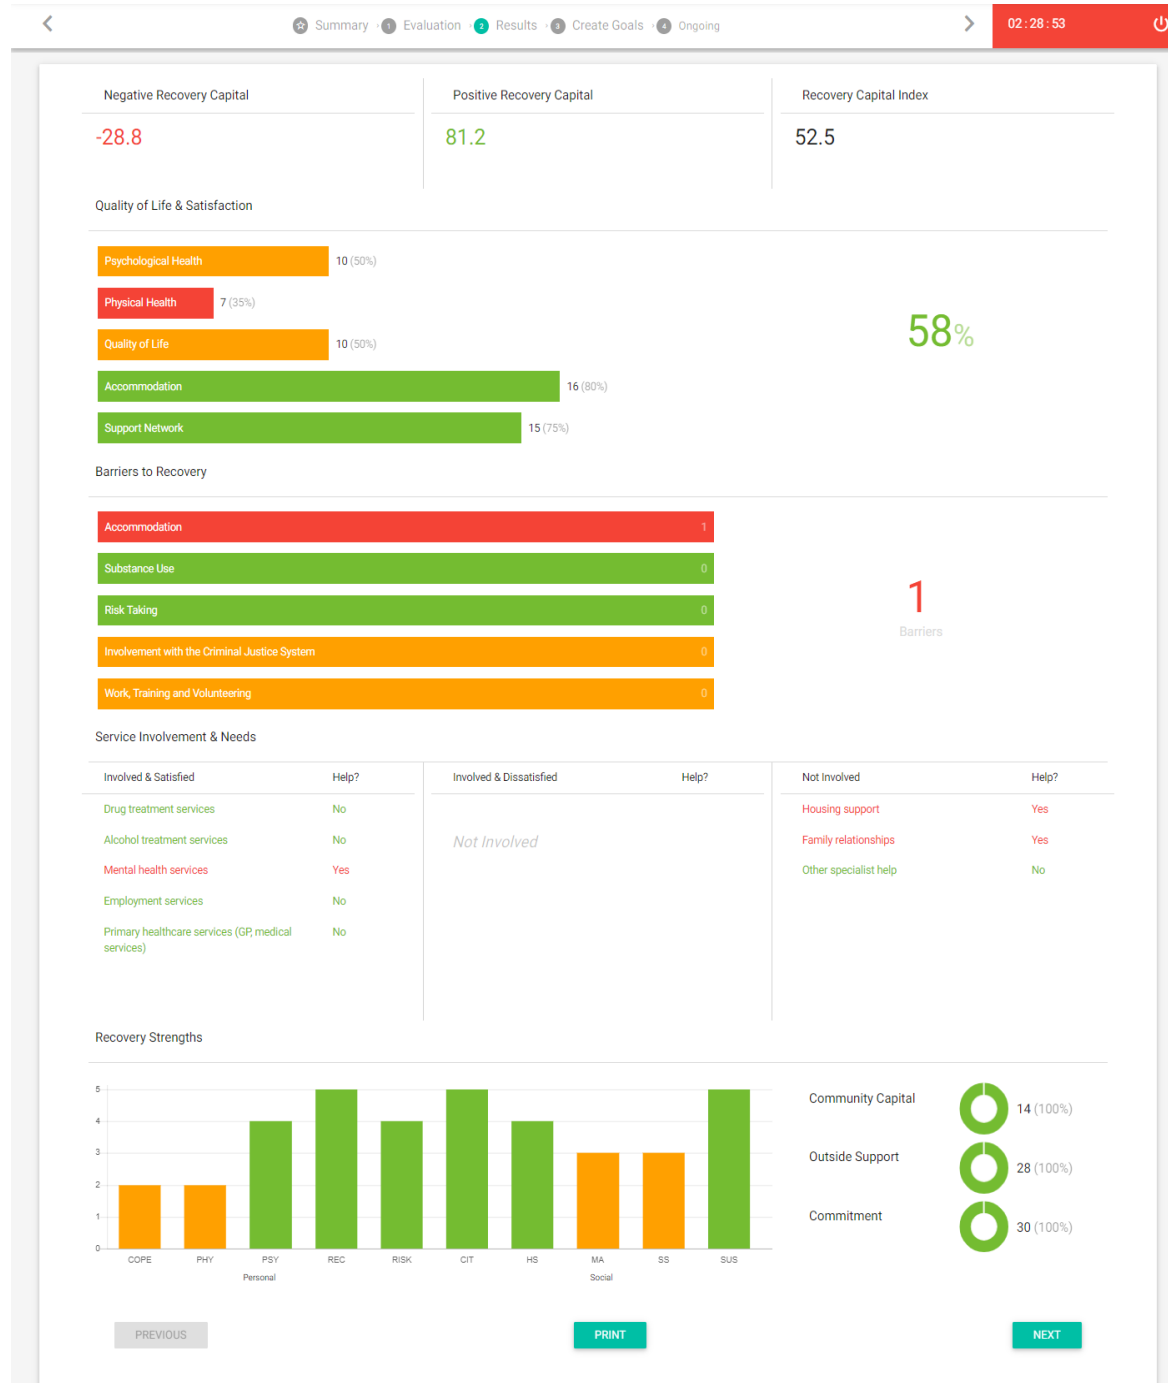 Summary 1 Evaluation 2 Results 3 Create Goals 4 Ongoing
02:28:53
Negative Recovery Capital
-28.8
Positive Recovery Capital
81.2
Recovery Capital Index
52.5
Quality of Life & Satisfaction
Psychological Health 10 (50%)
Physical Health 7 (35%)
Quality of Life 10 (50%)
Accommodation 16 (80%)
Support Network 15 (75%)
58%
Barriers to Recovery
Accommodation 1
Substance Use 0
Risk Taking 0
Involvement with the Criminal Justice System 0
Work, Training and Volunteering 0
1
Barriers
Service Involvement & Needs
Involved & Satisfied Help?
Drug treatment services No
Alcohol treatment services No
Mental health services Yes
Employment services No
Primary healthcare services (GP, medical No
services)
Involved & Dissatisfied Help?
Not Involved
Not Involved Help?
Housing support Yes
Family relationships Yes
Other specialist help No
Recovery Strengths
5
4
3
2
1
0
COPE PHY PSY REC RISK CIT HS MA SS SUS
Personal Social
Community Capital 14 (100%)
Outside Support 28 (100%)
Commitment 30 (100%)
PREVIOUS PRINT NEXT